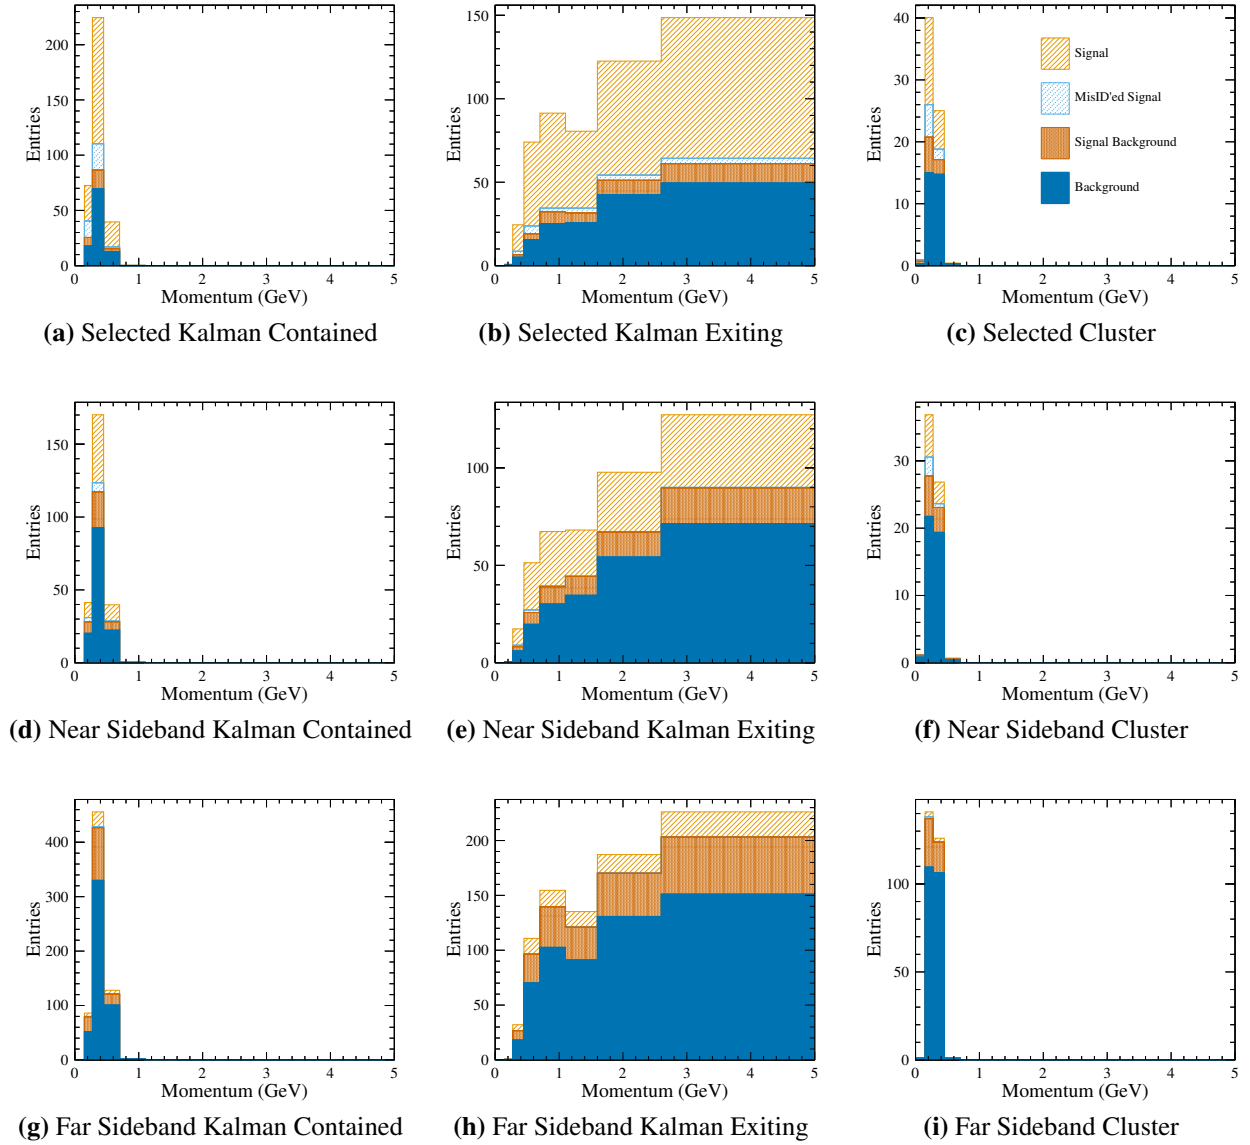 Entries
200
150
100
50
0
0 1 2 3 4 5
Momentum (GeV)
(a) Selected Kalman Contained
Entries
150
100
50
0
0 1 2 3 4 5
Momentum (GeV)
(b) Selected Kalman Exiting
Entries
40
30
20
10
0
Signal
MisID'ed Signal
Signal Background
Background
0 1 2 3 4 5
Momentum (GeV)
(c) Selected Cluster
Entries
150
100
50
0
0 1 2 3 4 5
Momentum (GeV)
(d) Near Sideband Kalman Contained
Entries
100
50
0
0 1 2 3 4 5
Momentum (GeV)
(e) Near Sideband Kalman Exiting
Entries
30
20
10
0
0 1 2 3 4 5
Momentum (GeV)
(f) Near Sideband Cluster
Entries
400
300
200
100
0
0 1 2 3 4 5
Momentum (GeV)
(g) Far Sideband Kalman Contained
Entries
200
150
100
50
0
0 1 2 3 4 5
Momentum (GeV)
(h) Far Sideband Kalman Exiting
Entries
100
50
0
0 1 2 3 4 5
Momentum (GeV)
(i) Far Sideband Cluster